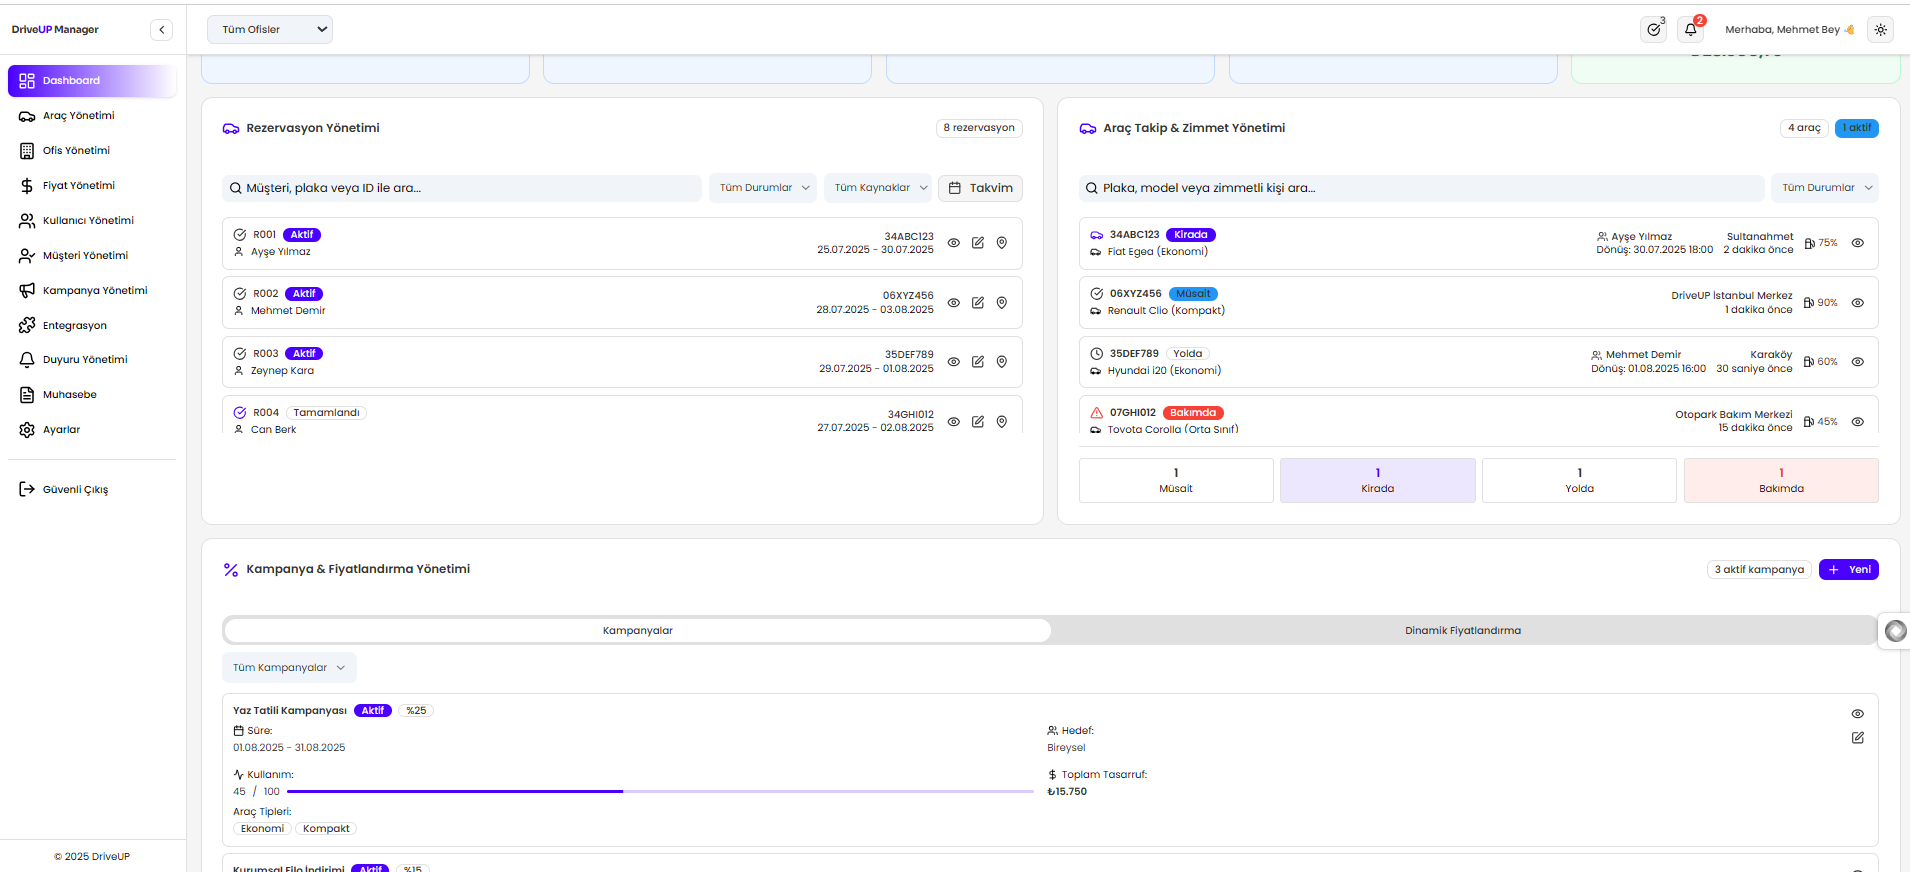 DriveUP Manager
Tüm Ofisler
3
2
Merhaba, Mehmet Bey 👋
Dashboard
Araç Yönetimi
Ofis Yönetimi
Fiyat Yönetimi
Kullanıcı Yönetimi
Müşteri Yönetimi
Kampanya Yönetimi
Entegrasyon
Duyuru Yönetimi
Muhasebe
Ayarlar
Güvenli Çıkış
© 2025 DriveUP
Rezervasyon Yönetimi
8 rezervasyon
Müşteri, plaka veya ID ile ara...
Tüm Durumlar
Tüm Kaynaklar
Takvim
R001 Aktif
Ayşe Yılmaz
34ABC123
25.07.2025 - 30.07.2025
R002 Aktif
Mehmet Demir
06XYZ456
28.07.2025 - 03.08.2025
R003 Aktif
Zeynep Kara
35DEF789
29.07.2025 - 01.08.2025
R004 Tamamlandı
Can Berk
34GHI012
27.07.2025 - 02.08.2025
Araç Takip & Zimmet Yönetimi
4 araç
1 aktif
Plaka, model veya zimmetli kişi ara...
Tüm Durumlar
34ABC123 Kirada
Fiat Egea (Ekonomi)
Ayşe Yılmaz
Dönüş: 30.07.2025 18:00
Sultanahmet
2 dakika önce
75%
06XYZ456 Müsait
Renault Clio (Kompakt)
DriveUP İstanbul Merkez
1 dakika önce
90%
35DEF789 Yolda
Hyundai i20 (Ekonomi)
Mehmet Demir
Dönüş: 01.08.2025 16:00
Karaköy
30 saniye önce
60%
07GHI012 Bakımda
Toyota Corolla (Orta Sınıf)
Otopark Bakım Merkezi
15 dakika önce
45%
1
Müsait
1
Kirada
1
Yolda
1
Bakımda
Kampanya & Fiyatlandırma Yönetimi
3 aktif kampanya
+ Yeni
Kampanyalar
Dinamik Fiyatlandırma
Tüm Kampanyalar
Yaz Tatili Kampanyası Aktif %25
Süre:
01.08.2025 - 31.08.2025
Hedef:
Bireysel
Kullanım:
45 / 100
Toplam Tasarruf:
₺15.750
Araç Tipleri:
Ekonomi Kompakt
Kurumsal Filo İndirimi Aktif %15